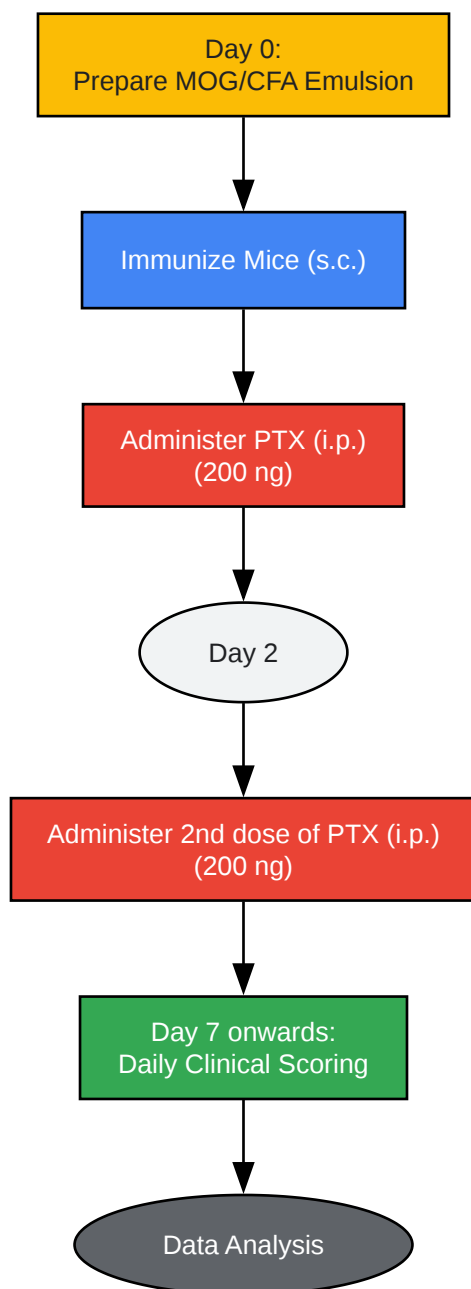 Day 0:
Prepare MOG/CFA Emulsion
Immunize Mice (s.c.)
Administer PTX (i.p.)
(200 ng)
Day 2
Administer 2nd dose of PTX (i.p.)
(200 ng)
Day 7 onwards:
Daily Clinical Scoring
Data Analysis